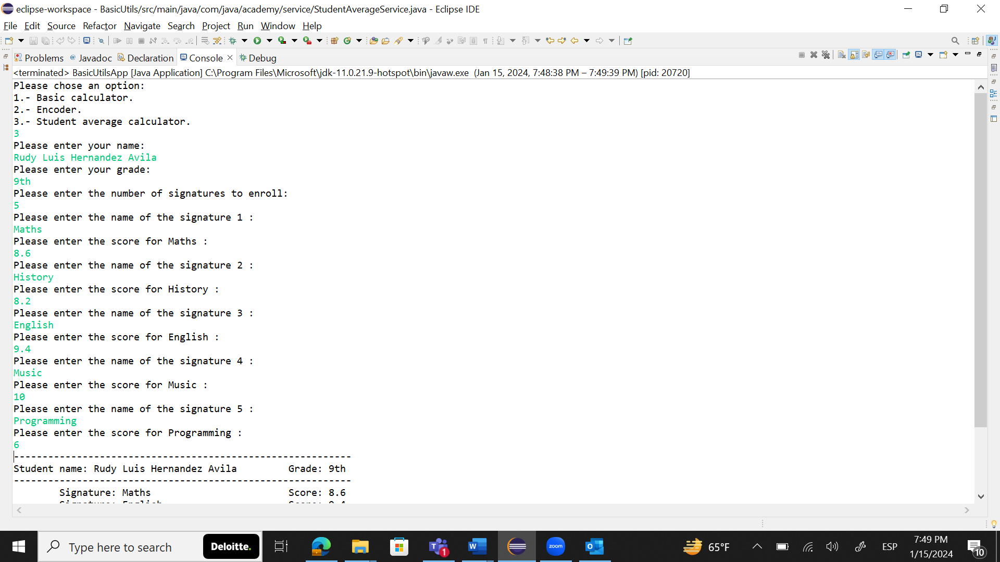 eclipse-workspace - BasicUtils/src/main/java/com/java/academy/service/StudentAverageService.java - Eclipse IDE
File Edit Source Refactor Navigate Search Project Run Window Help
Problems @ Javadoc Declaration Console Debug
<terminated> BasicUtilsApp [Java Application] C:\Program Files\Microsoft\jdk-11.0.21.9-hotspot\bin\javaw.exe (Jan 15, 2024, 7:48:38 PM – 7:49:39 PM) [pid: 20720]
Please chose an option:
1.- Basic calculator.
2.- Encoder.
3.- Student average calculator.
3
Please enter your name:
Rudy Luis Hernandez Avila
Please enter your grade:
9th
Please enter the number of signatures to enroll:
5
Please enter the name of the signature 1 :
Maths
Please enter the score for Maths :
8.6
Please enter the name of the signature 2 :
History
Please enter the score for History :
8.2
Please enter the name of the signature 3 :
English
Please enter the score for English :
9.4
Please enter the name of the signature 4 :
Music
Please enter the score for Music :
10
Please enter the name of the signature 5 :
Programming
Please enter the score for Programming :
6
-----------------------------------------------------------
Student name: Rudy Luis Hernandez Avila Grade: 9th
-----------------------------------------------------------
Signature: Maths Score: 8.6
Signature: English Score: 9.4
Type here to search
Deloitte.
T 1
W
zoom
O
65°F
ESP
7:49 PM
1/15/2024
10